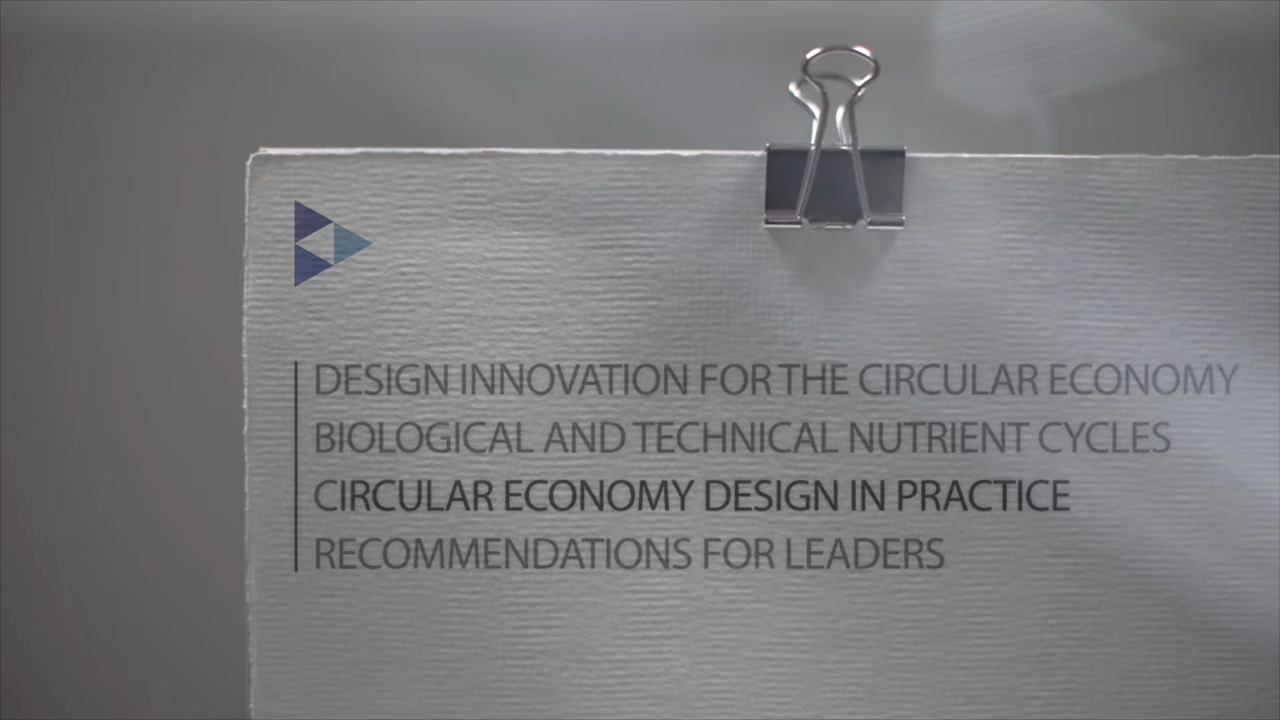 DESIGN INNOVATION FOR THE CIRCULAR ECONOMY
BIOLOGICAL AND TECHNICAL NUTRIENT CYCLES
CIRCULAR ECONOMY DESIGN IN PRACTICE
RECOMMENDATIONS FOR LEADERS